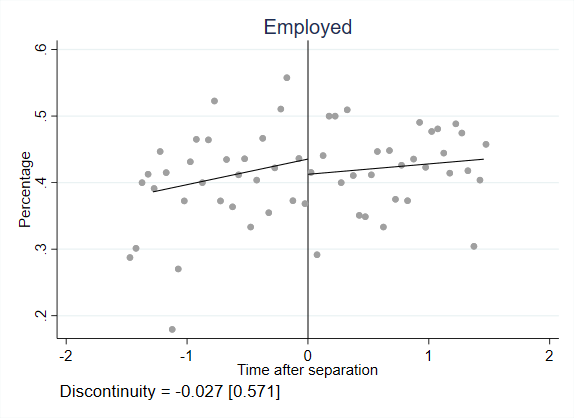 Employed
.6
.5
.4
.3
.2
Percentage
-2 -1 0 1 2
Time after separation
Discontinuity = -0.027 [0.571]